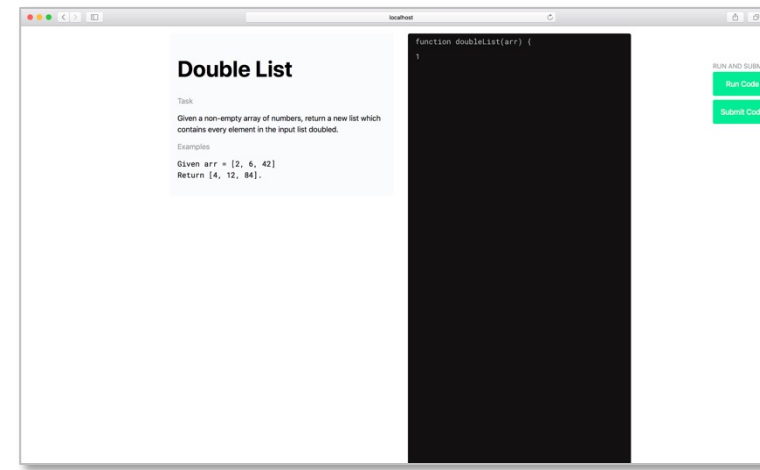 localhost
Double List
Task
Given a non-empty array of numbers, return a new list which
contains every element in the input list doubled.
Examples
Given arr = [2, 6, 42]
Return [4, 12, 84].
function doubleList(arr) {
1
RUN AND SUBM
Run Code
Submit Cod